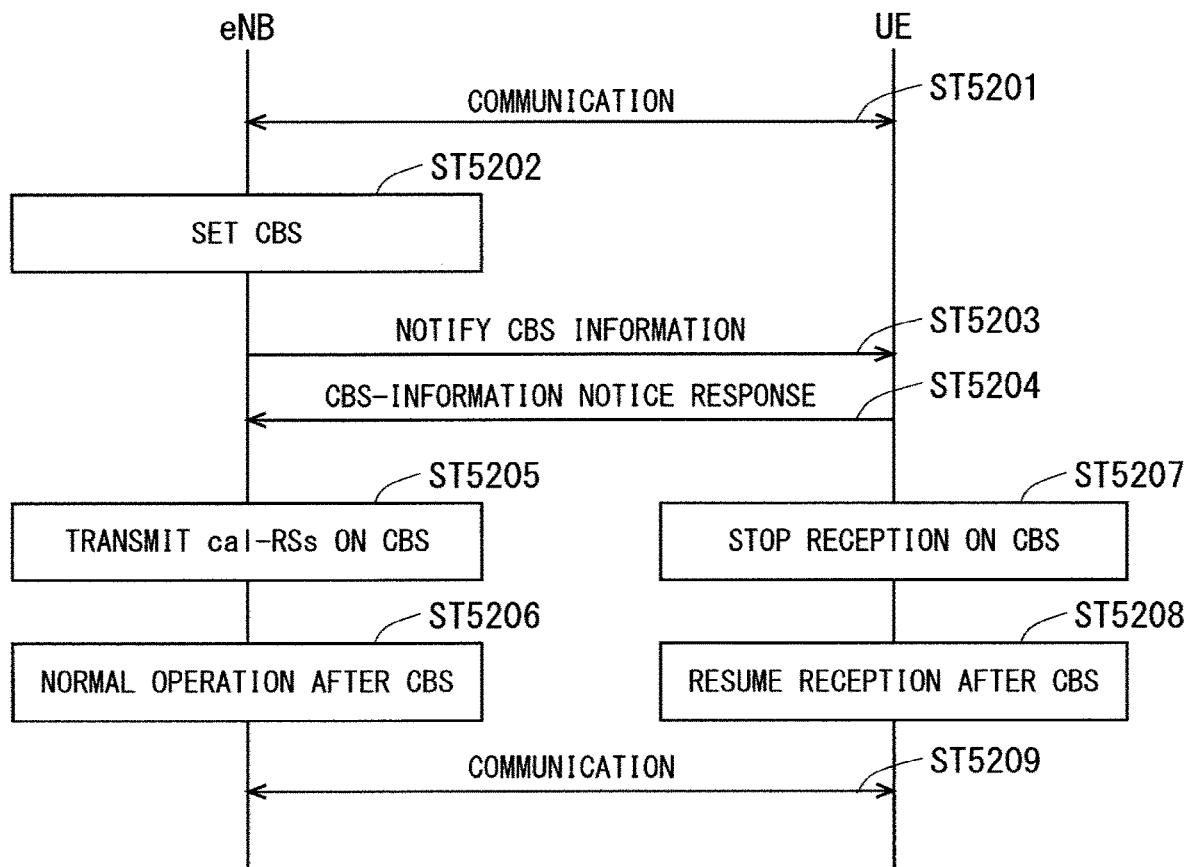 eNB
UE
COMMUNICATION
ST5201
ST5202
SET CBS
NOTIFY CBS INFORMATION
ST5203
CBS-INFORMATION NOTICE RESPONSE
ST5204
ST5205
ST5207
TRANSMIT cal-RSs ON CBS
STOP RECEPTION ON CBS
ST5206
ST5208
NORMAL OPERATION AFTER CBS
RESUME RECEPTION AFTER CBS
COMMUNICATION
ST5209